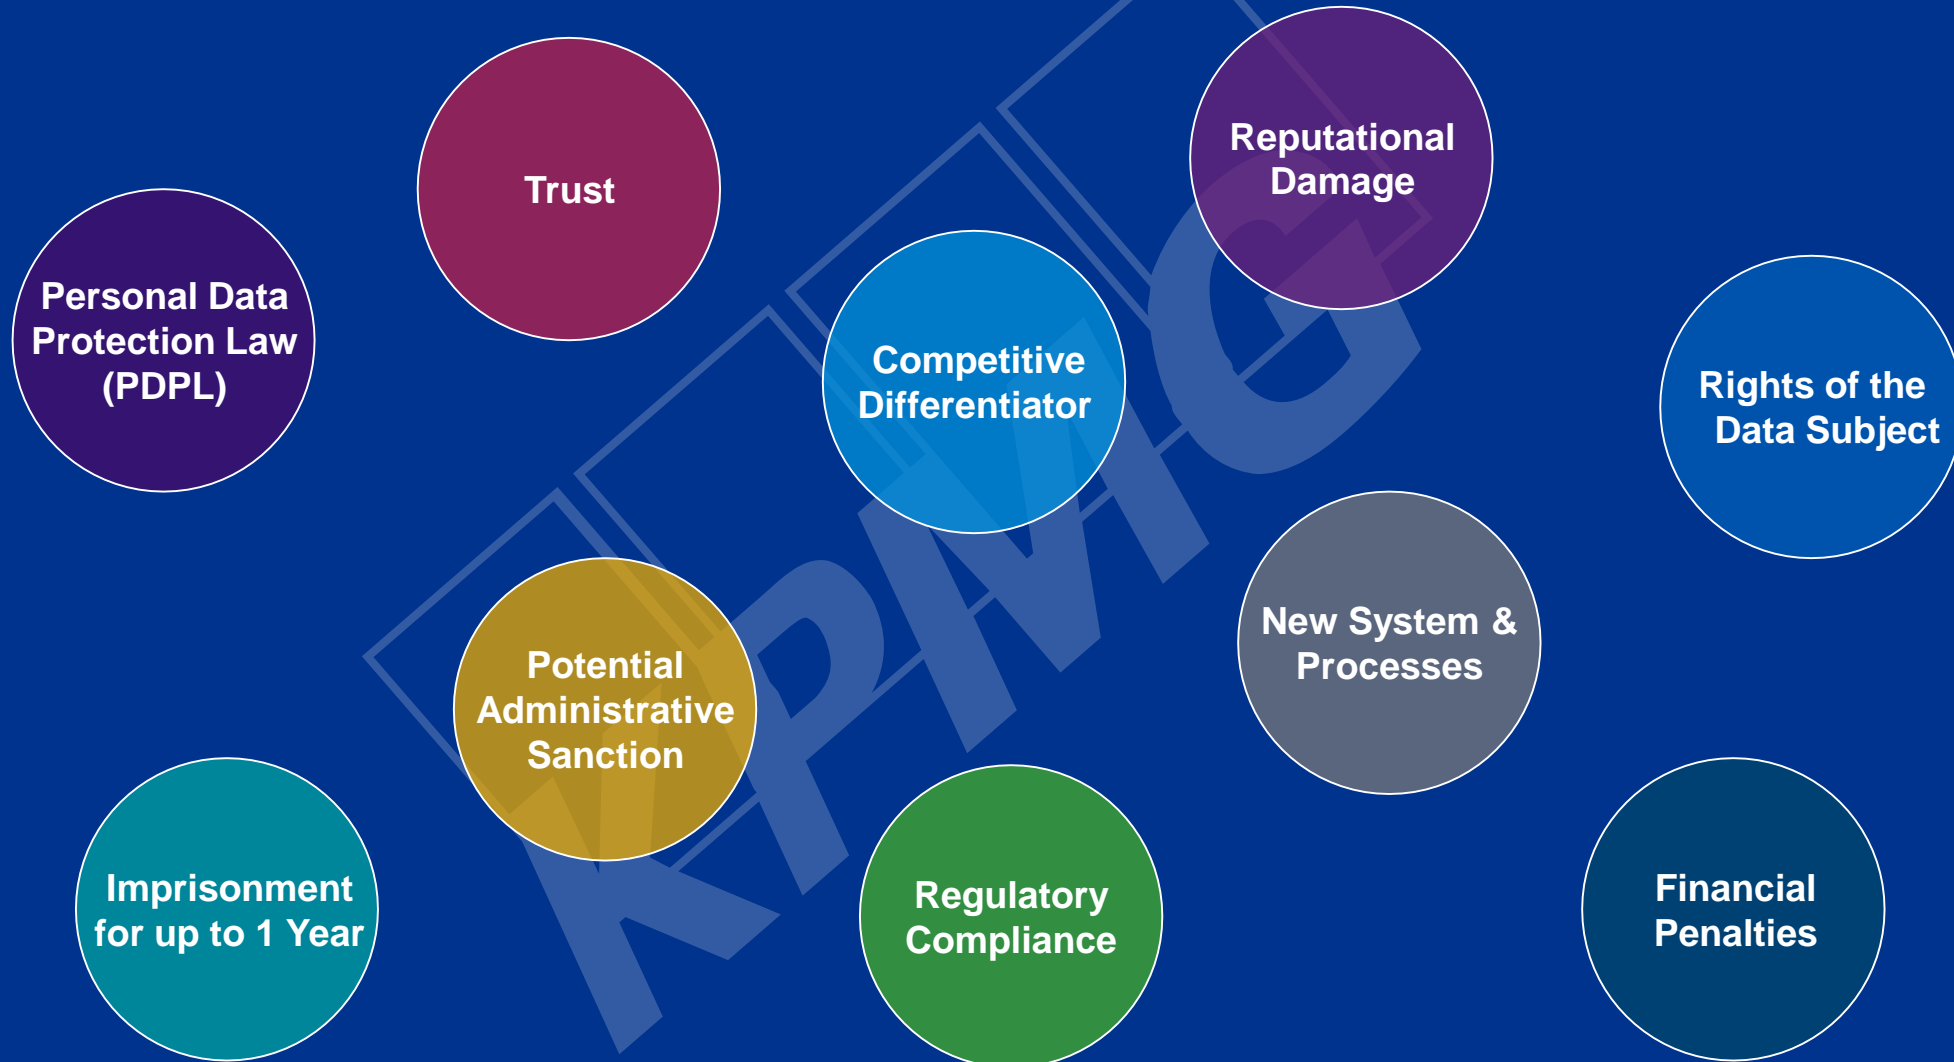 Trust
Reputational
Damage
Personal Data
Protection Law
(PDPL)
Competitive
Differentiator
Rights of the
Data Subject
New System &
Processes
Potential
Administrative
Sanction
Imprisonment
for up to 1 Year
Regulatory
Compliance
Financial
Penalties
KPMG